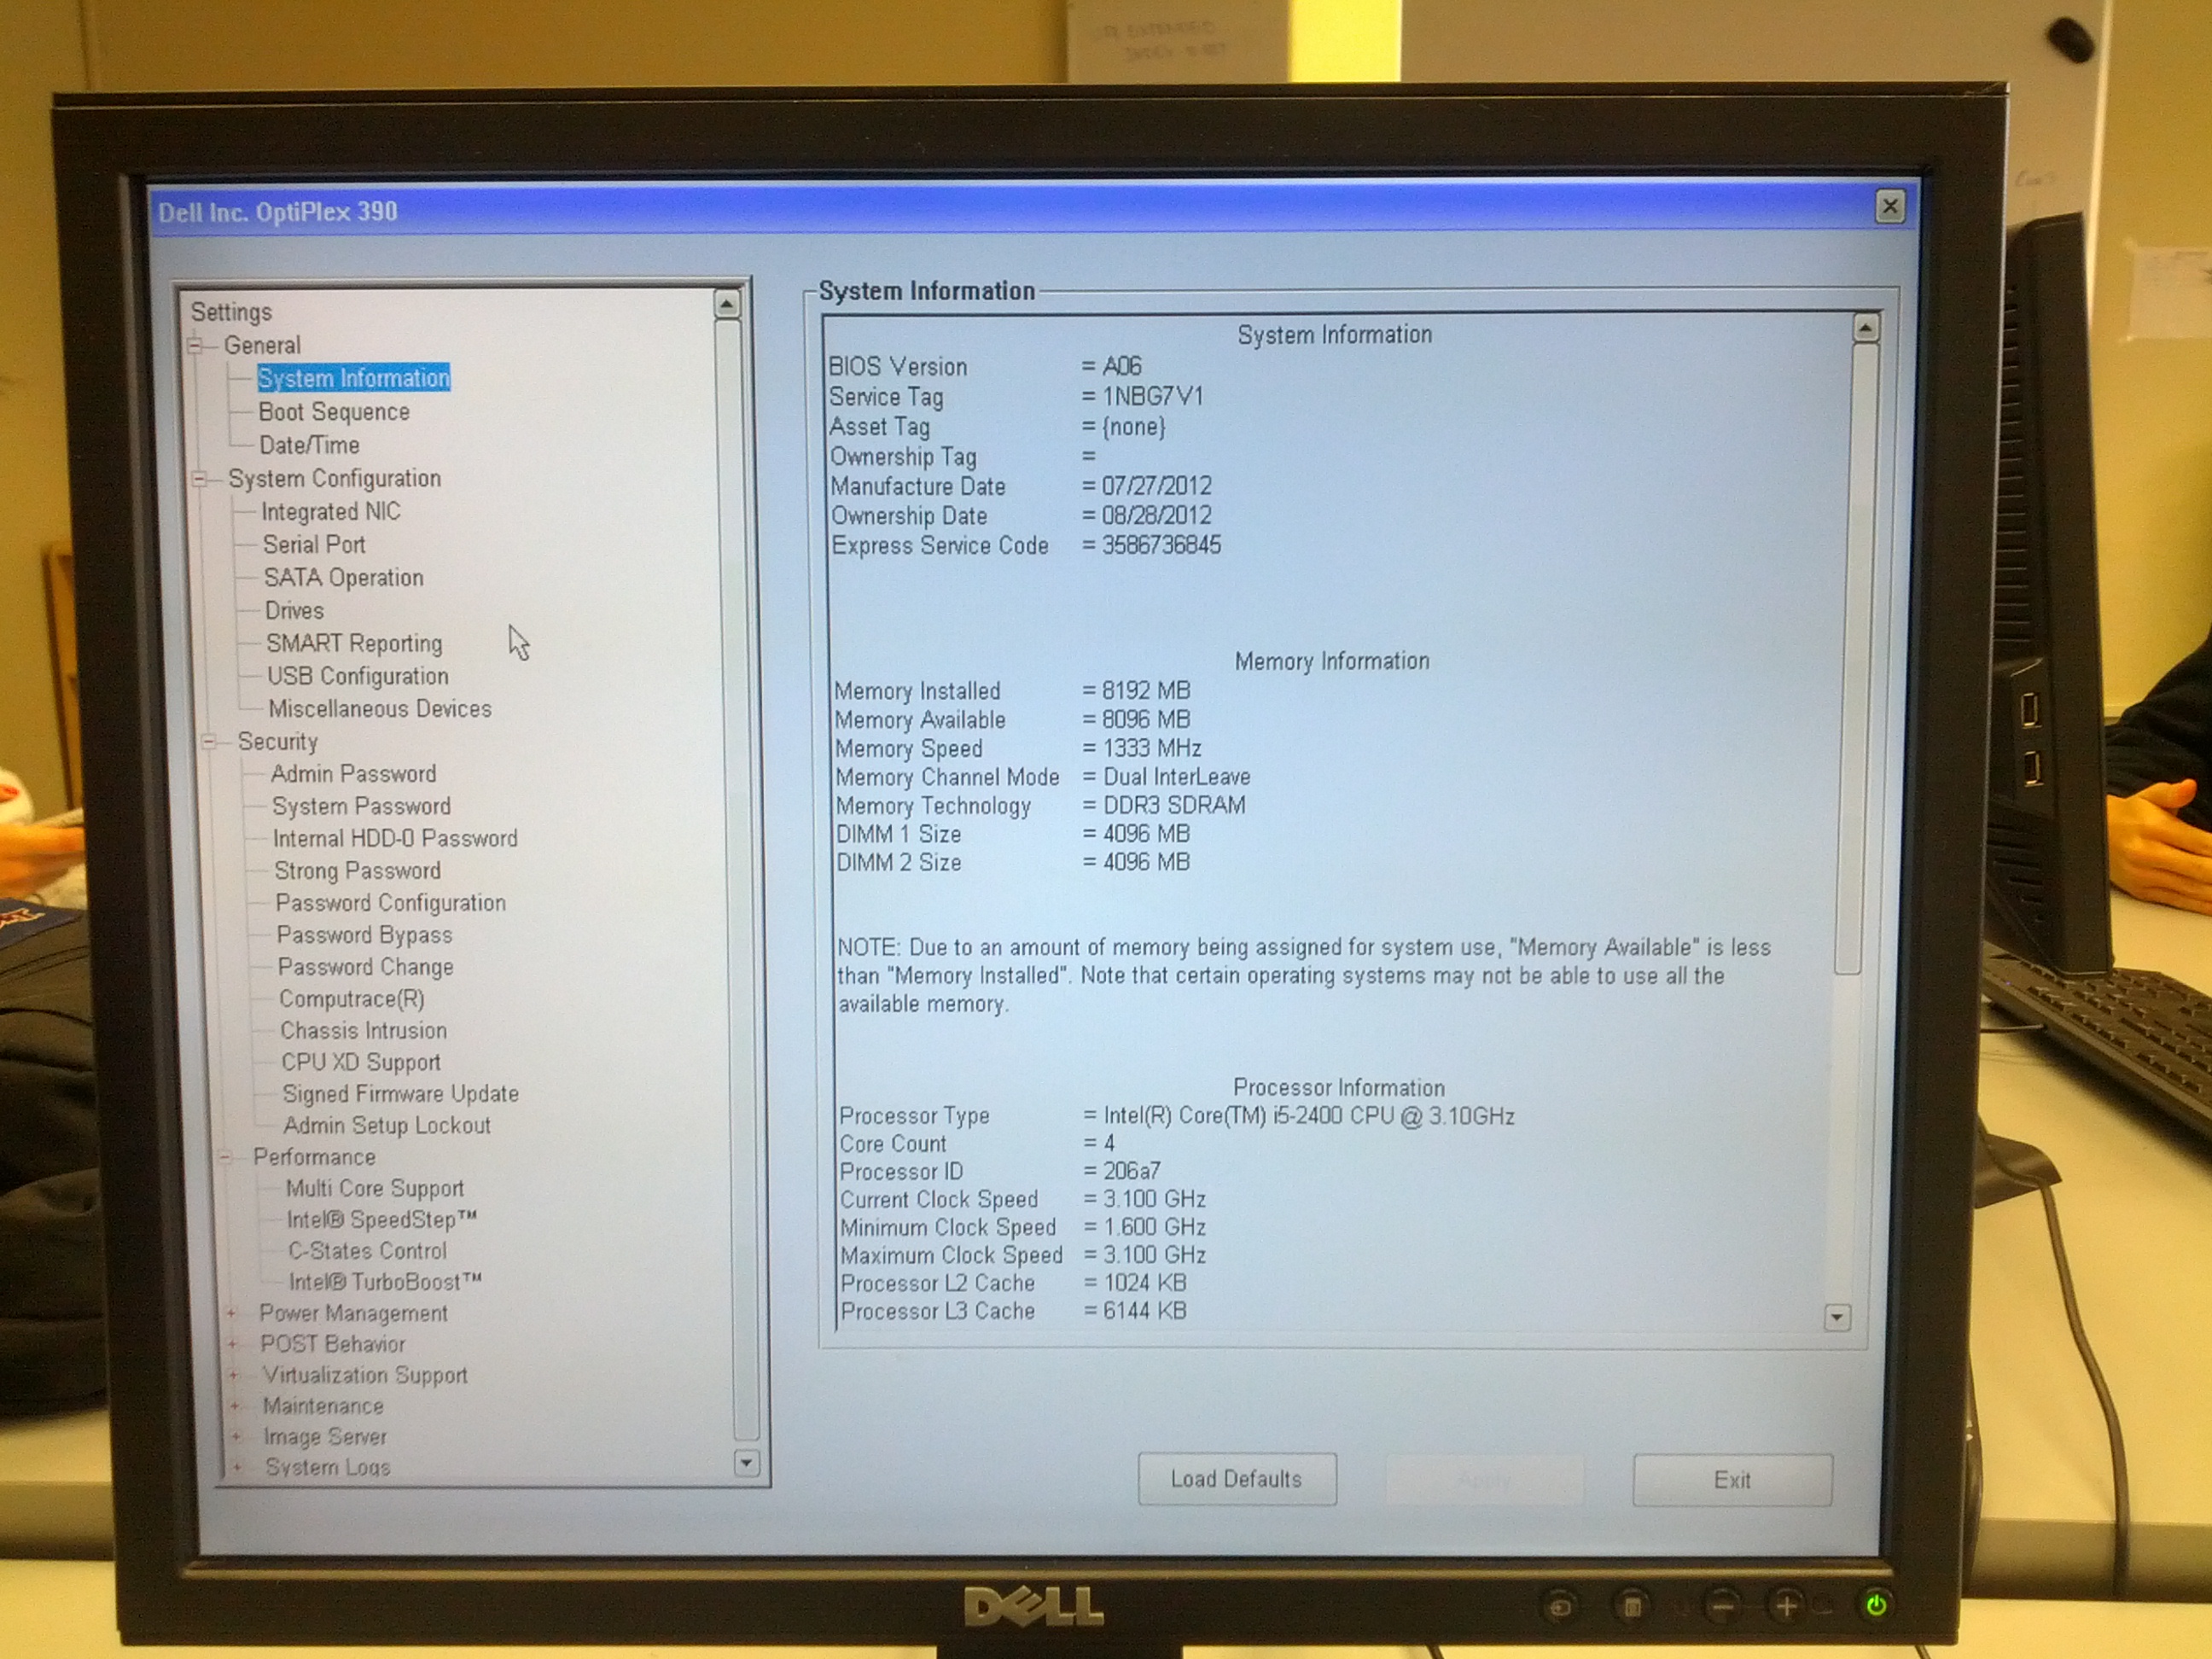 Dell Inc. OptiPlex 390
Settings
General
System Information
Boot Sequence
Date/Time
System Configuration
Integrated NIC
Serial Port
SATA Operation
Drives
SMART Reporting
USB Configuration
Miscellaneous Devices
Security
Admin Password
System Password
Internal HDD-0 Password
Strong Password
Password Configuration
Password Bypass
Password Change
Computrace(R)
Chassis Intrusion
CPU XD Support
Signed Firmware Update
Admin Setup Lockout
Performance
Multi Core Support
Intel® SpeedStep™
C-States Control
Intel® TurboBoost™
Power Management
POST Behavior
Virtualization Support
Maintenance
Image Server
System Logs
System Information
System Information
BIOS Version = A06
Service Tag = 1NBG7V1
Asset Tag = {none}
Ownership Tag =
Manufacture Date = 07/27/2012
Ownership Date = 08/28/2012
Express Service Code = 3586736845
Memory Information
Memory Installed = 8192 MB
Memory Available = 8096 MB
Memory Speed = 1333 MHz
Memory Channel Mode = Dual InterLeave
Memory Technology = DDR3 SDRAM
DIMM 1 Size = 4096 MB
DIMM 2 Size = 4096 MB
NOTE: Due to an amount of memory being assigned for system use, "Memory Available" is less
than "Memory Installed". Note that certain operating systems may not be able to use all the
available memory.
Processor Information
Processor Type = Intel(R) Core(TM) i5-2400 CPU @ 3.10GHz
Core Count = 4
Processor ID = 206a7
Current Clock Speed = 3.100 GHz
Minimum Clock Speed = 1.600 GHz
Maximum Clock Speed = 3.100 GHz
Processor L2 Cache = 1024 KB
Processor L3 Cache = 6144 KB
Load Defaults
Apply
Exit
DELL